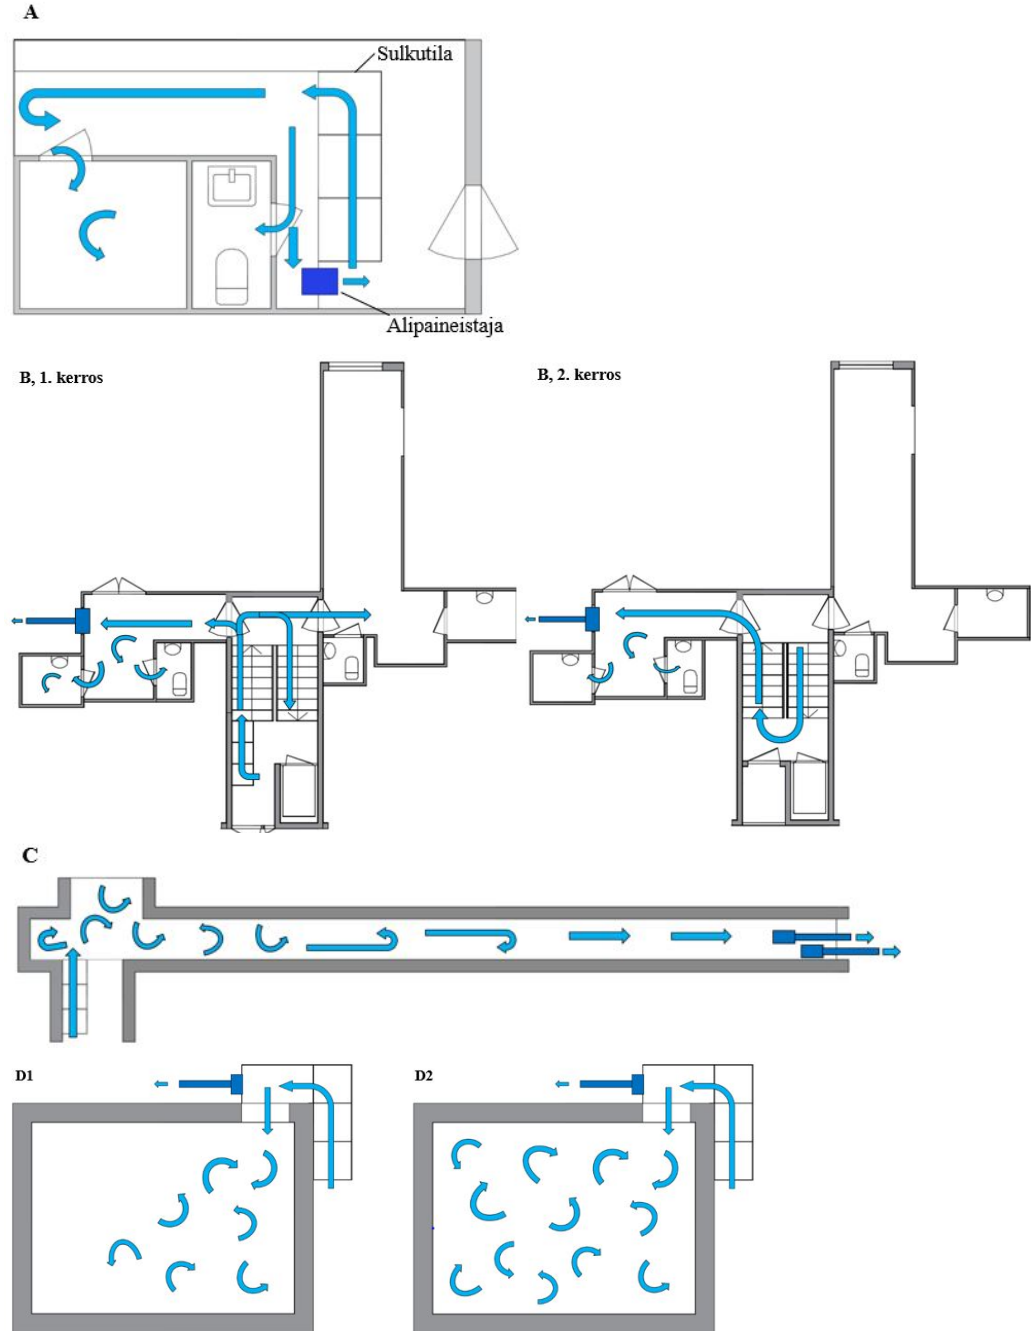 A
Sulkutila
Alipaineistaja
B, 1. kerros
B, 2. kerros
C
D1
D2